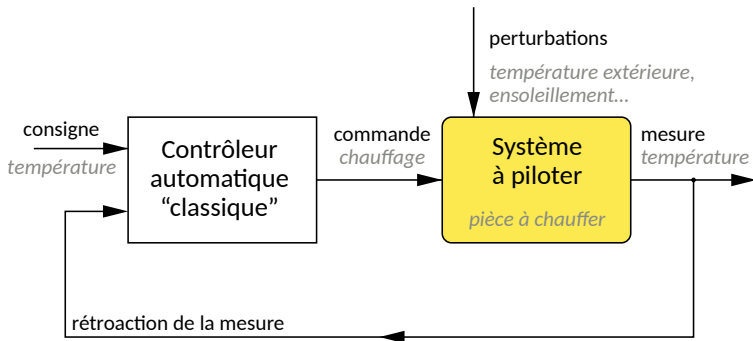 perturbations
température extérieure,
ensoleillement...
consigne
température
Contrôleur
automatique
“classique”
commande
chauffage
Système
à piloter
pièce à chauffer
mesure
température
rétroaction de la mesure